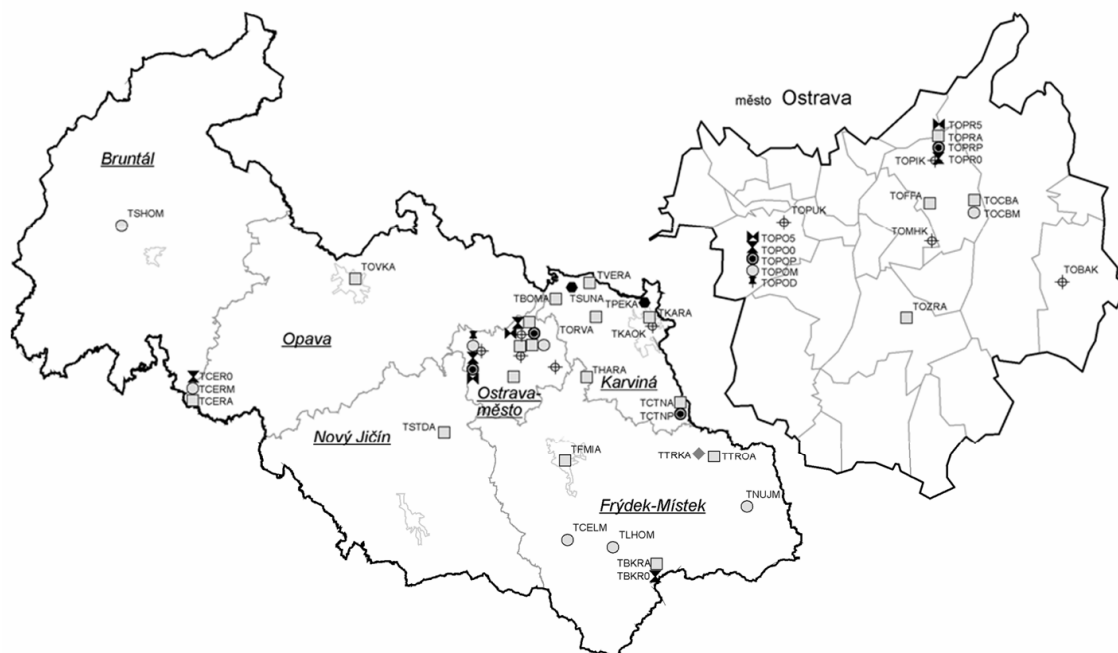 město Ostrava
Bruntál
TSHOM
TOVKA
Opava
TCER0
TCERM
TCERA
Nový Jičín
TSTDA
Ostrava-
město
TBOMA
TSUNA
TVERA
TPEKA
TKARA
TKAOK
TORVA
THARA
Karviná
TCTNA
TCTNP
TFMIA
TTRKA
TTROA
TNUJM
Frýdek-Místek
TCELM
TLHOM
TBKRA
TBKR0
TOPR5
TOPRA
TOPRP
TOPIK
TOPR0
TOFFA
TOCBA
TOCBM
TOPUK
TOMHK
TOPO5
TOPO0
TOPOP
TOPOM
TOPOD
TOBAK
TOZRA